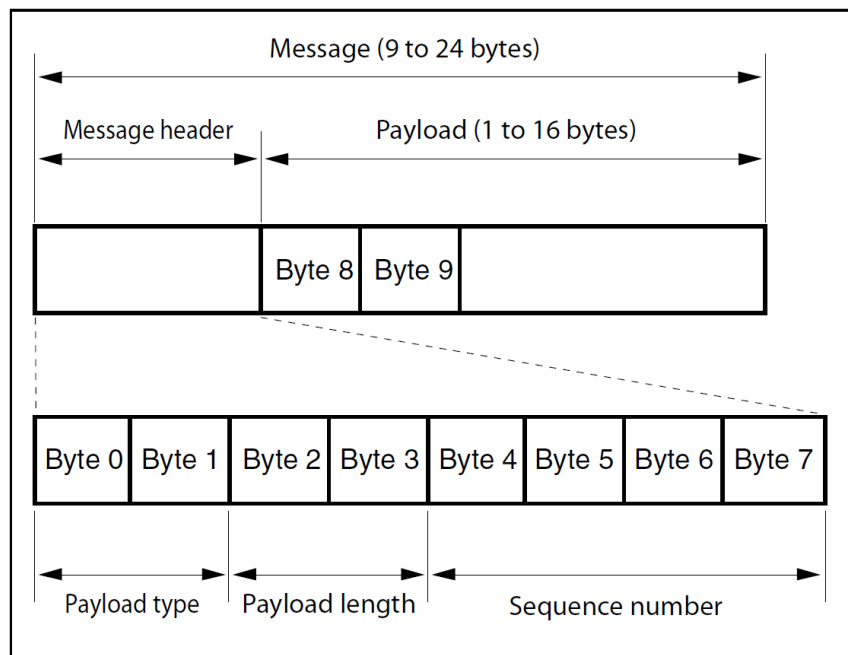 Message (9 to 24 bytes)
Message header
Payload (1 to 16 bytes)
Byte 8
Byte 9
Byte 0
Byte 1
Byte 2
Byte 3
Byte 4
Byte 5
Byte 6
Byte 7
Payload type
Payload length
Sequence number